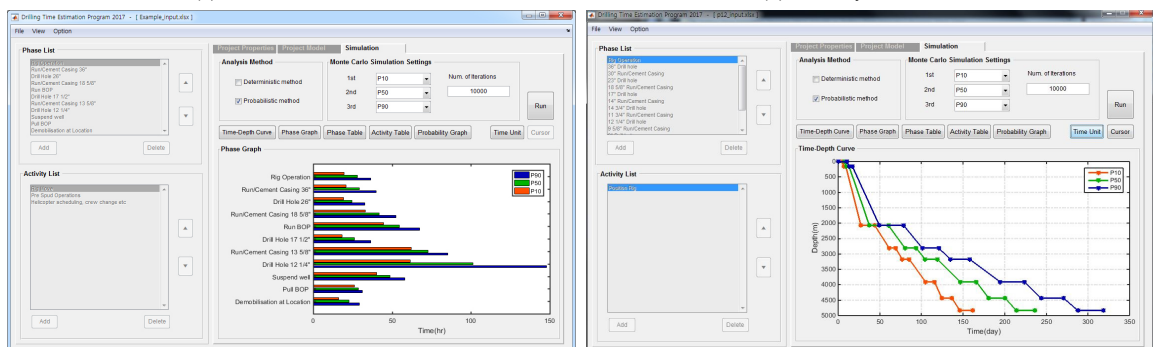 Drilling Time Estimation Program 2017 - [ Example_input.xlsx ]
File View Option
Phase List
Run/Cement Casing 36"
Drill Hole 26"
Run/Cement Casing 18 5/8"
Run BOP
Drill Hole 17 1/2"
Run/Cement Casing 13 5/8"
Drill Hole 12 1/4"
Suspend well
Pull BOP
Demobilisation at Location
Add Delete
Activity List
Pre Spud Operations
Helicopter scheduling, crew change etc
Add Delete
Project Properties Project Model Simulation
Analysis Method
Deterministic method
Probabilistic method
Monte Carlo Simulation Settings
1st P10
2nd P50
3rd P90
Num. of Iterations
10000
Run
Time-Depth Curve Phase Graph Phase Table Activity Table Probability Graph Time Unit Cursor
Phase Graph
Rig Operation
Run/Cement Casing 36"
Drill Hole 26"
Run/Cement Casing 18 5/8"
Run BOP
Drill Hole 17 1/2"
Run/Cement Casing 13 5/8"
Drill Hole 12 1/4"
Suspend well
Pull BOP
Demobilisation at Location
P90
P50
P10
0 50 100 150
Time(hr)
Drilling Time Estimation Program 2017 - [ p12_input.xlsx ]
File View Option
Phase List
Rig Operation
36" Drill hole
30" Run/Cement Casing
23" Drill hole
18 5/8" Run/Cement Casing
17" Drill hole
14" Run/Cement Casing
14 3/4" Drill hole
11 3/4" Run/Cement Casing
12 1/4" Drill hole
9 5/8" Run/Cement Casing
Add Delete
Activity List
Position Rig
Add Delete
Project Properties Project Model Simulation
Analysis Method
Deterministic method
Probabilistic method
Monte Carlo Simulation Settings
1st P10
2nd P50
3rd P90
Num. of Iterations
10000
Run
Time-Depth Curve Phase Graph Phase Table Activity Table Probability Graph Time Unit Cursor
Time-Depth Curve
P10
P50
P90
Depth(m)
0
500
1000
1500
2000
2500
3000
3500
4000
4500
5000
0 50 100 150 200 250 300 350
Time(day)